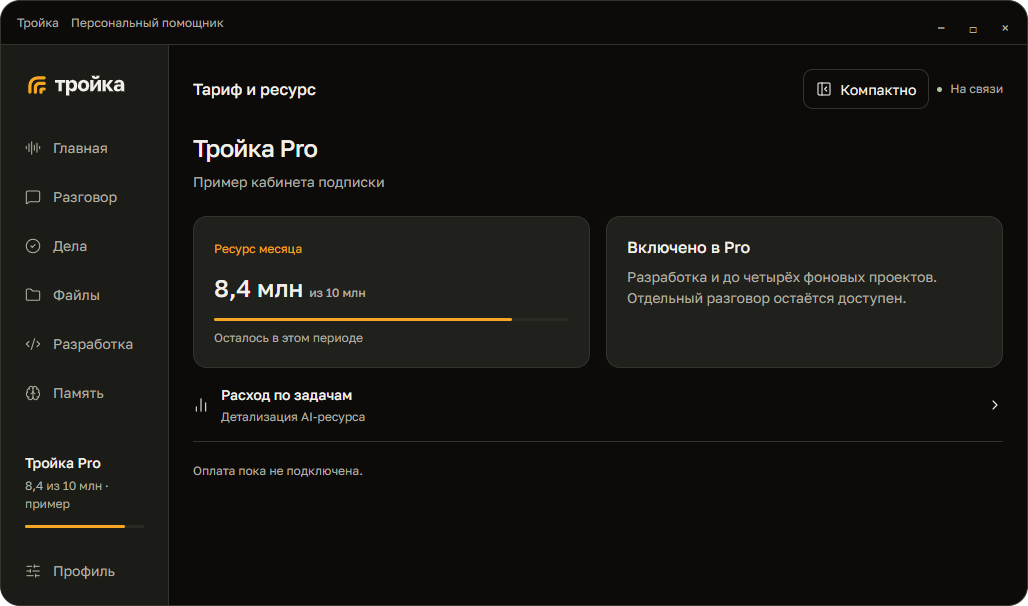 Тройка Персональный помощник
тройка
Главная
Разговор
Дела
Файлы
Разработка
Память
Тройка Pro
8,4 из 10 млн ·
пример
Профиль
Тариф и ресурс
Компактно
На связи
Тройка Pro
Пример кабинета подписки
Ресурс месяца
8,4 млн из 10 млн
Осталось в этом периоде
Включено в Pro
Разработка и до четырёх фоновых проектов.
Отдельный разговор остаётся доступен.
Расход по задачам
Детализация AI-ресурса
Оплата пока не подключена.